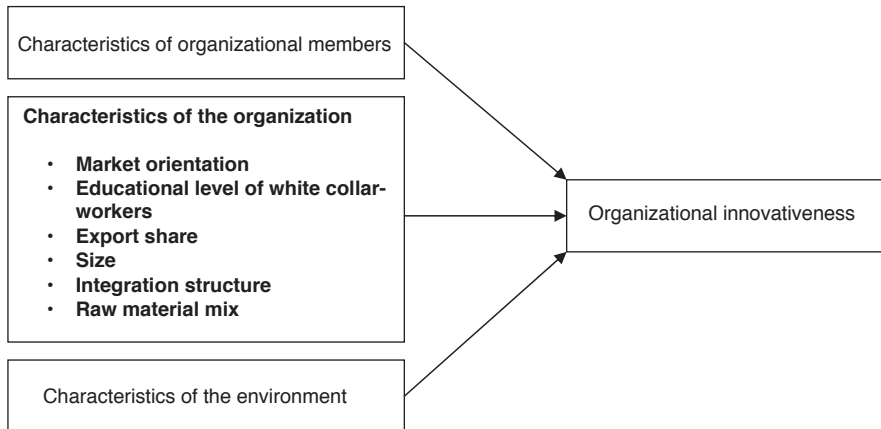 Characteristics of organizational members
Characteristics of the organization
• Market orientation
• Educational level of white collar-
workers
• Export share
• Size
• Integration structure
• Raw material mix
Organizational innovativeness
Characteristics of the environment